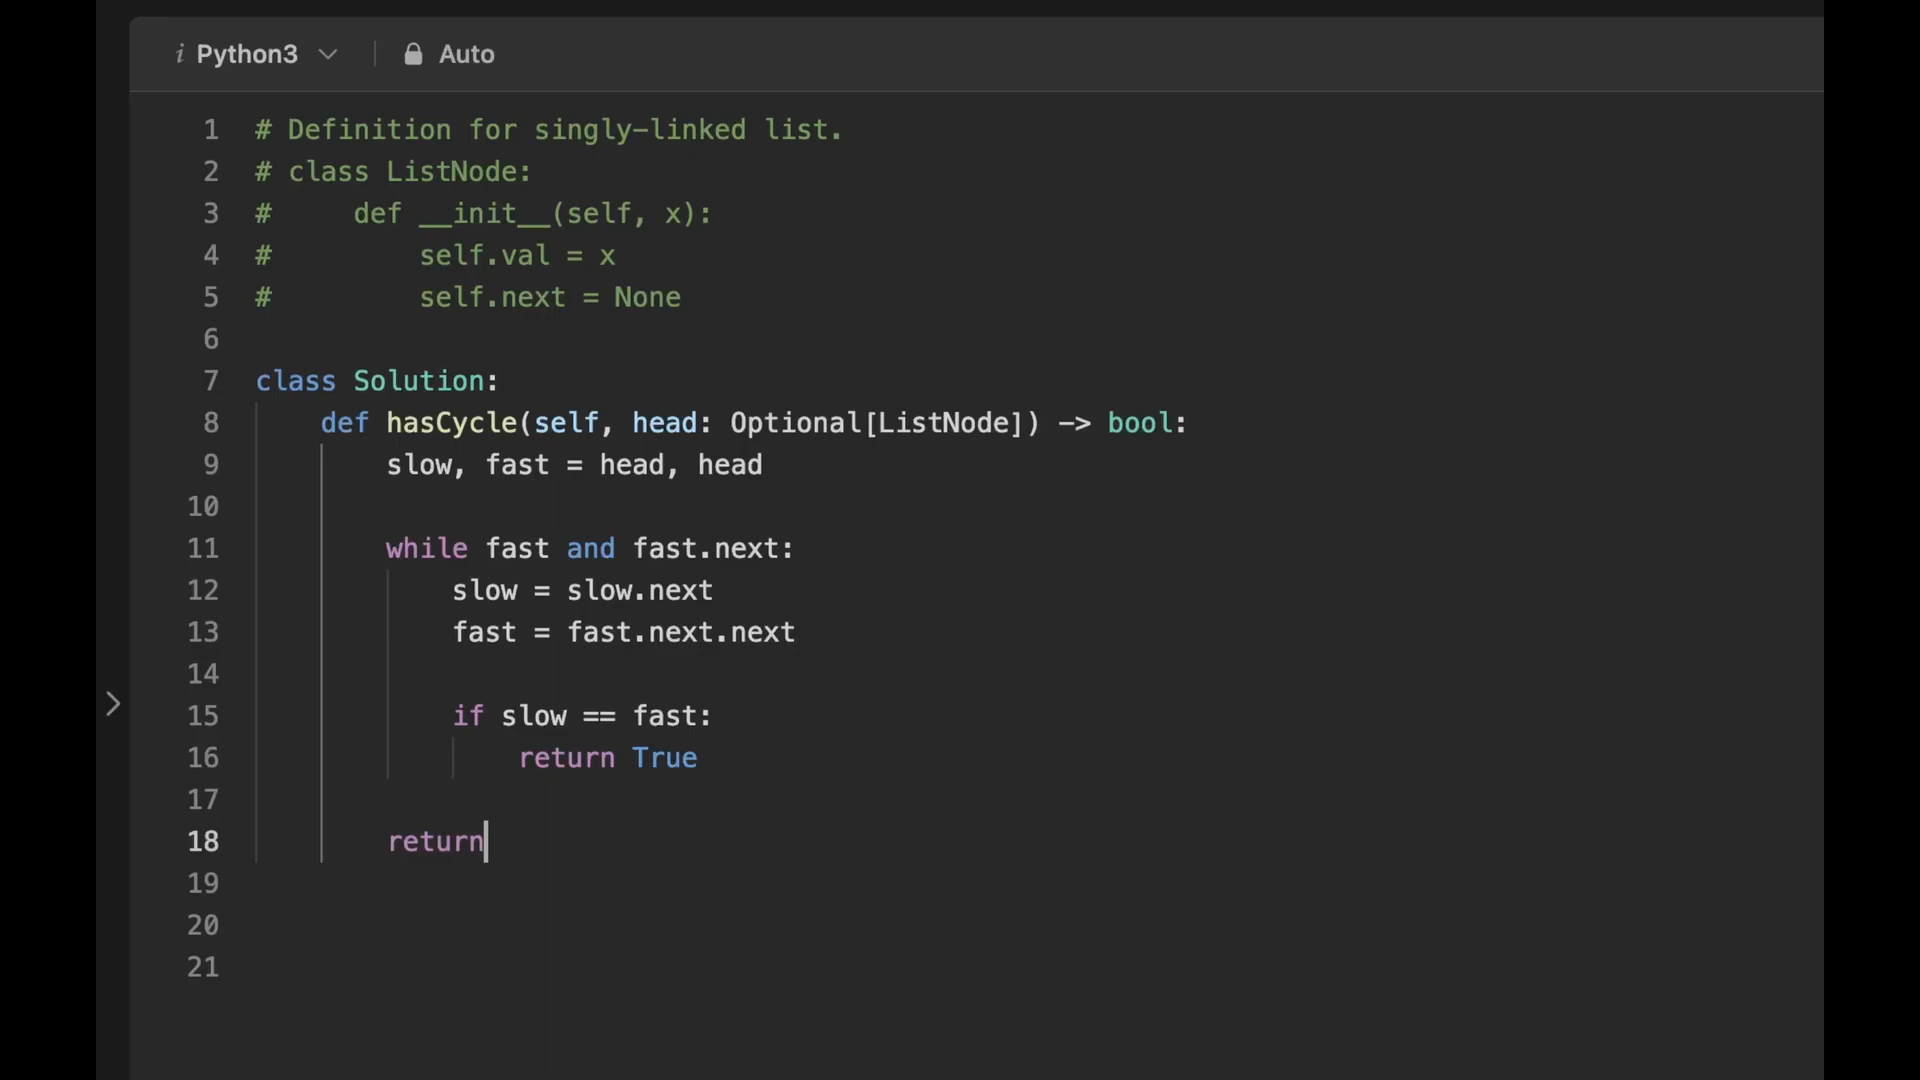 i Python3 Auto
1 # Definition for singly-linked list.
2 # class ListNode:
3 #     def __init__(self, x):
4 #         self.val = x
5 #         self.next = None
6
7 class Solution:
8     def hasCycle(self, head: Optional[ListNode]) -> bool:
9         slow, fast = head, head
10
11         while fast and fast.next:
12             slow = slow.next
13             fast = fast.next.next
14
15             if slow == fast:
16                 return True
17
18         return
19
20
21